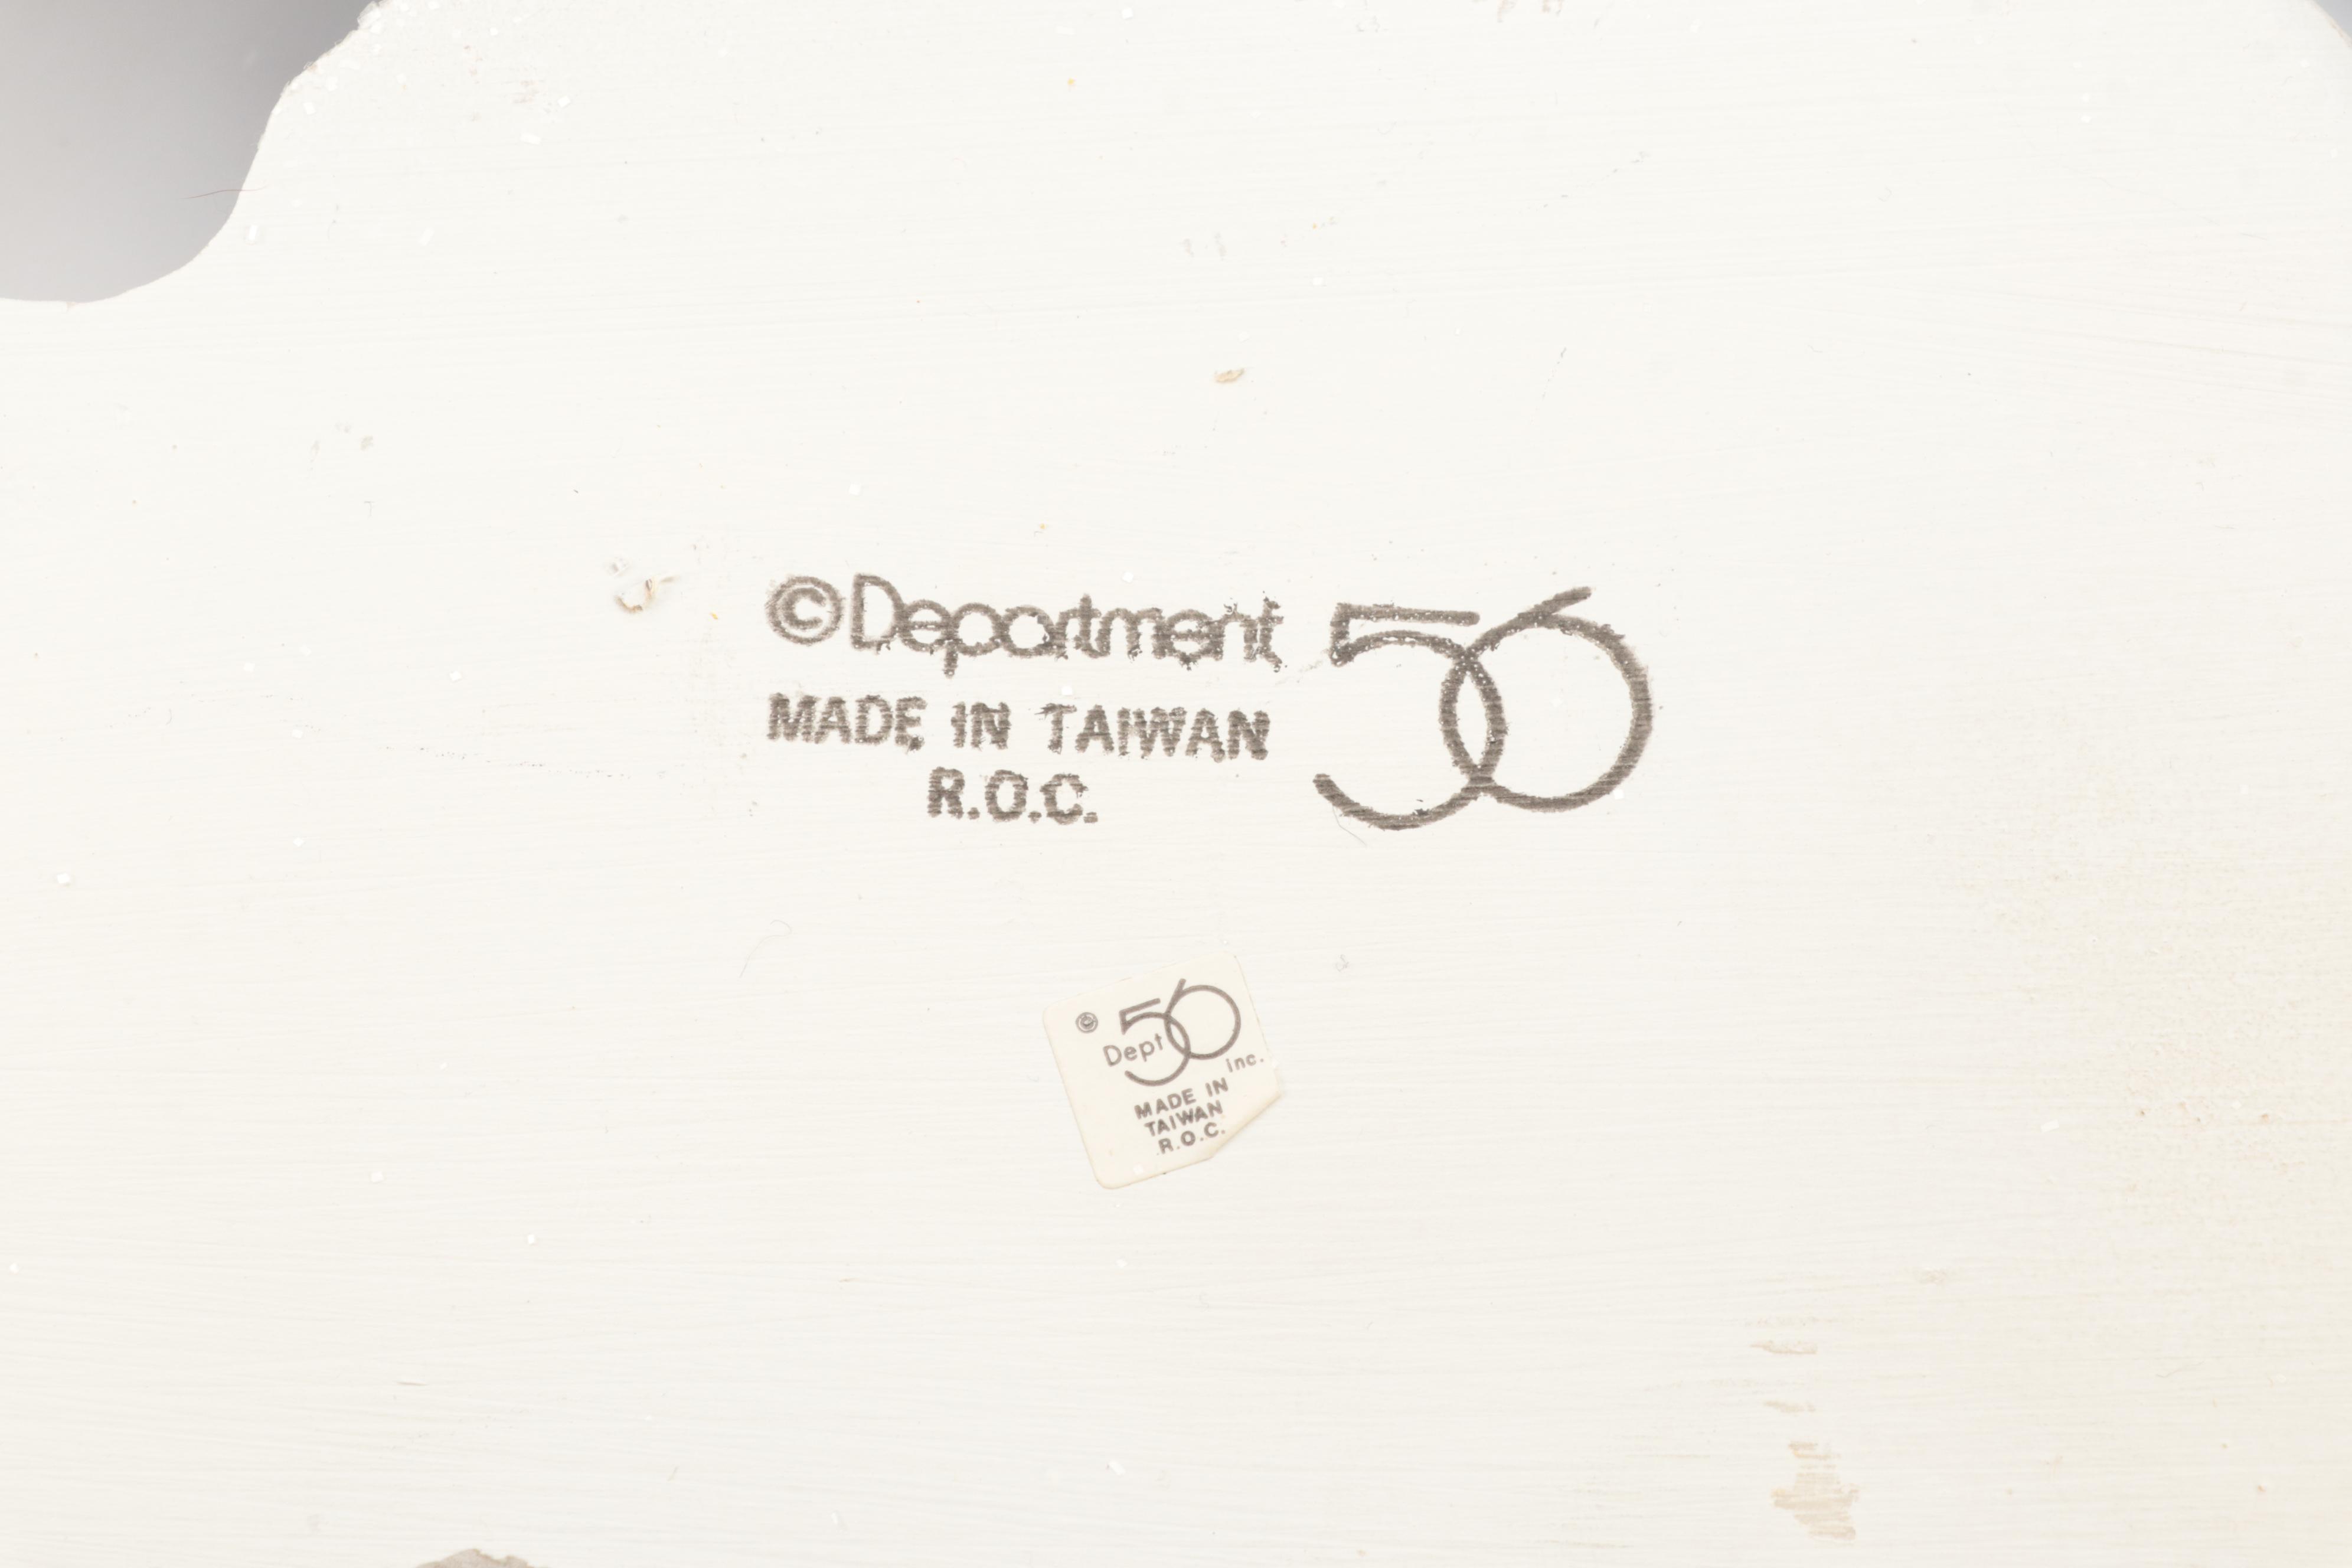 ©Department 56
MADE IN TAIWAN
R.O.C.
© Dept 56 inc.
MADE IN
TAIWAN
R.O.C.